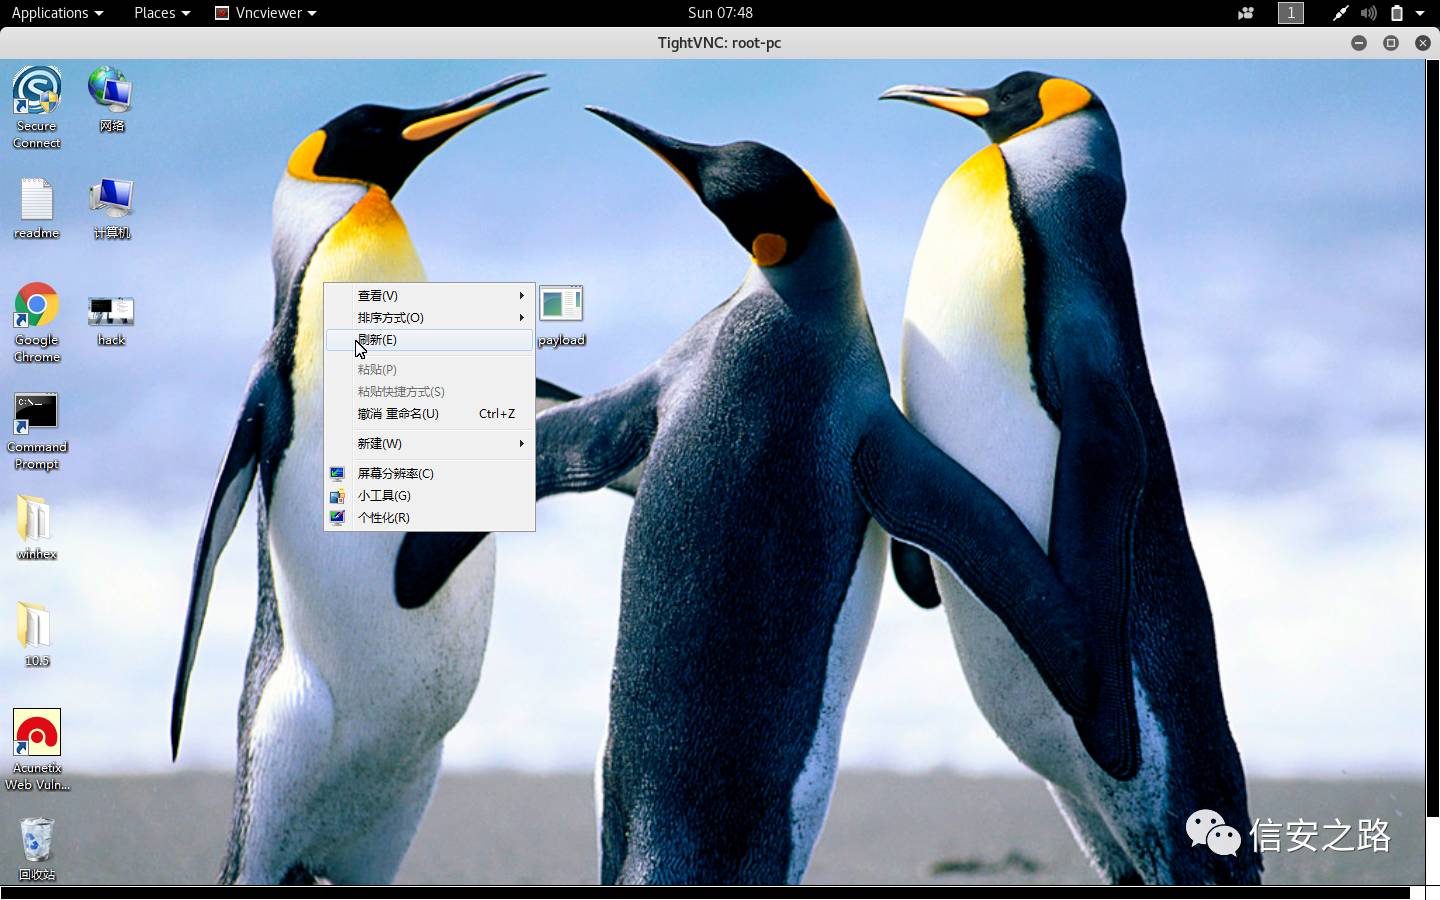 Applications Places Vncviewer Sun 07:48 1
TightVNC: root-pc
Secure
Connect
网络
readme
计算机
Google
Chrome
hack
payload
Command
Prompt
winhex
10.5
Acunetix
Web Vuln...
回收站
查看(V)
排序方式(O)
刷新(E)
粘贴(P)
粘贴快捷方式(S)
撤消 重命名(U) Ctrl+Z
新建(W)
屏幕分辨率(C)
小工具(G)
个性化(R)
信安之路